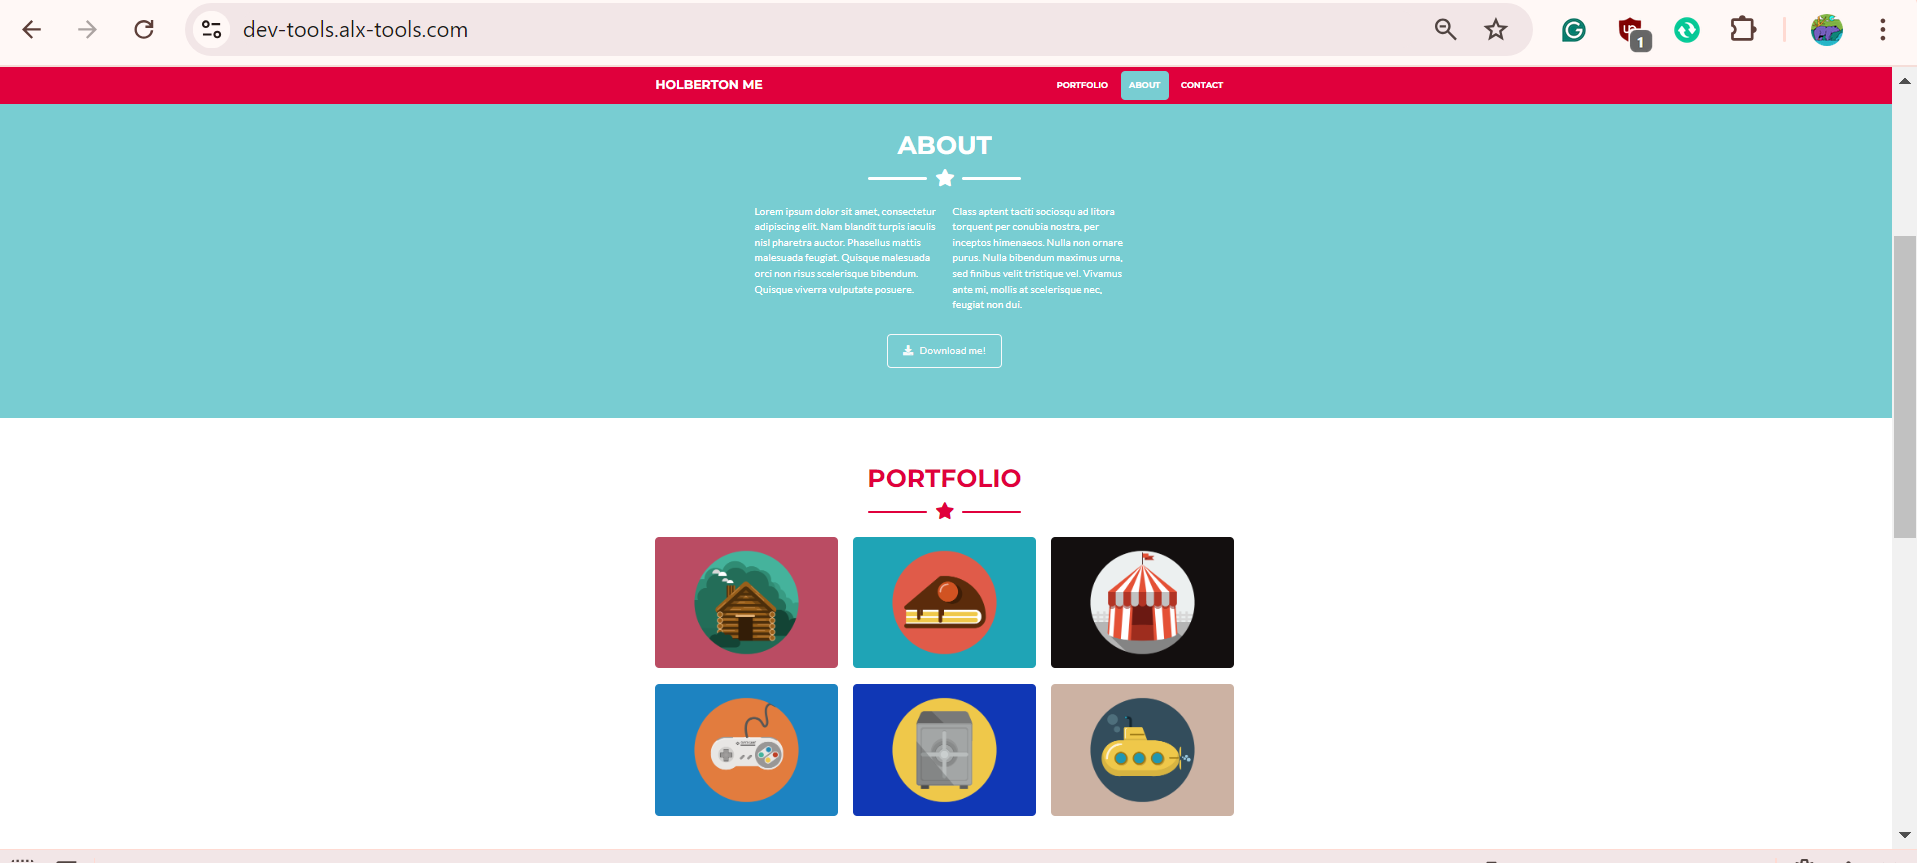 dev-tools.alx-tools.com
1
HOLBERTON ME
PORTFOLIO
ABOUT
CONTACT
ABOUT
Lorem ipsum dolor sit amet, consectetur
adipiscing elit. Nam blandit turpis iaculis
nisl pharetra auctor. Phasellus mattis
malesuada feugiat. Quisque malesuada
orci non risus scelerisque bibendum.
Quisque viverra vulputate posuere.
Class aptent taciti sociosqu ad litora
torquent per conubia nostra, per
inceptos himenaeos. Nulla non ornare
purus. Nulla bibendum maximus urna,
sed finibus velit tristique vel. Vivamus
ante mi, mollis at scelerisque nec,
feugiat non dui.
Download me!
PORTFOLIO